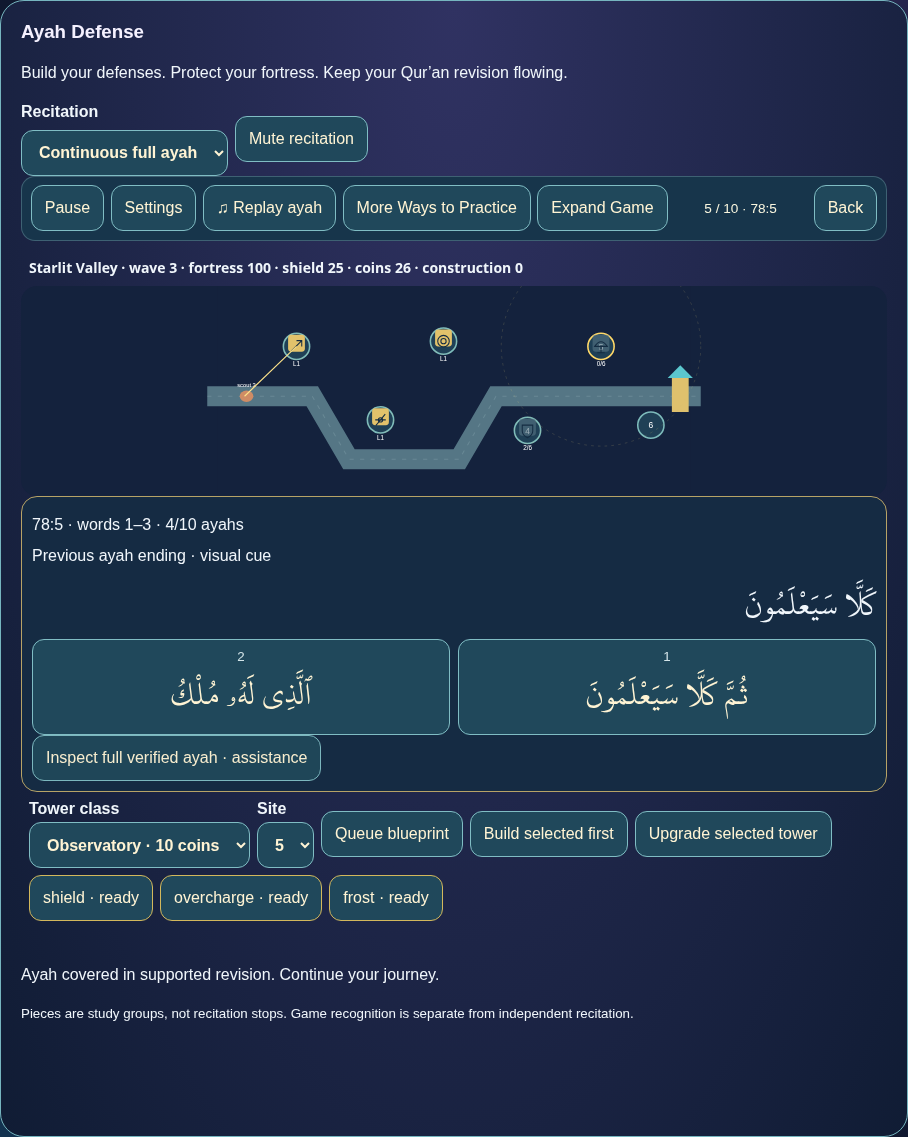 Ayah Defense
Build your defenses. Protect your fortress. Keep your Qur’an revision flowing.
Recitation
Continuous full ayah
Mute recitation
Pause
Settings
♫ Replay ayah
More Ways to Practice
Expand Game
5 / 10 · 78:5
Back
Starlit Valley · wave 3 · fortress 100 · shield 25 · coins 26 · construction 0
L1
L1
0/6
scout 2
L1
4
2/6
6
78:5 · words 1–3 · 4/10 ayahs
Previous ayah ending · visual cue
كَلَّا سَيَعْلَمُونَ
1
ثُمَّ كَلَّا سَيَعْلَمُونَ
2
ٱلَّذِى لَهُۥ مُلْكُ
Inspect full verified ayah · assistance
Tower class
Observatory · 10 coins
Site
5
Queue blueprint
Build selected first
Upgrade selected tower
shield · ready
overcharge · ready
frost · ready
Ayah covered in supported revision. Continue your journey.
Pieces are study groups, not recitation stops. Game recognition is separate from independent recitation.